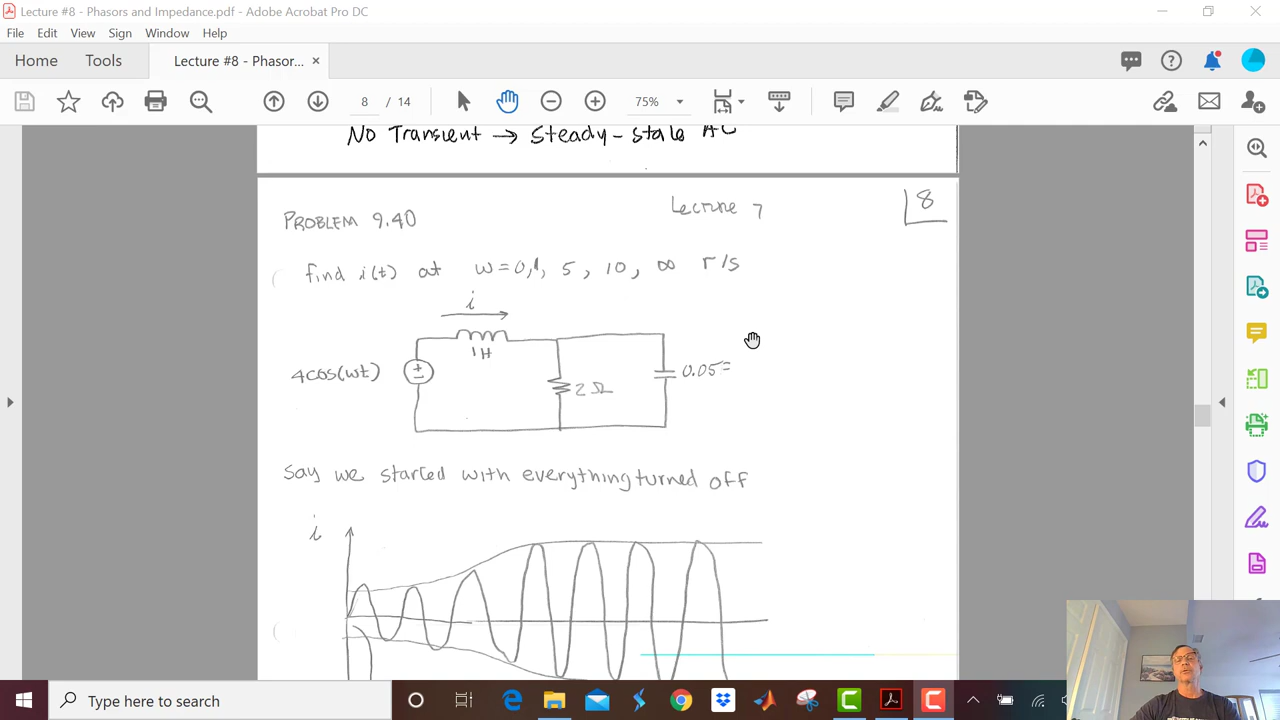 Lecture #8 - Phasors and Impedance.pdf - Adobe Acrobat Pro DC
File Edit View Sign Window Help
Home Tools Lecture #8 - Phasor... ×
8 / 14 75%
No Transient → Steady-state AC
PROBLEM 9.40 Lecture 7 8
find i(t) at w=0,1, 5, 10, ∞ r/s
i
1H
4cos(wt) + - 2Ω 0.05=
Say we started with everything turned off
i
Type here to search